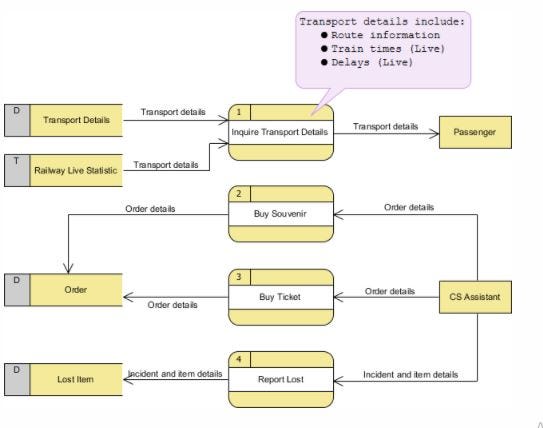 Transport details include:
● Route information
● Train times (Live)
● Delays (Live)
D
Transport Details
Transport details
1
Inquire Transport Details
Transport details
Passenger
T
Railway Live Statistic
Transport details
2
Buy Souvenir
Order details
Order details
D
Order
Order details
3
Buy Ticket
Order details
CS Assistant
4
Report Lost
D
Lost Item
Incident and item details
Incident and item details